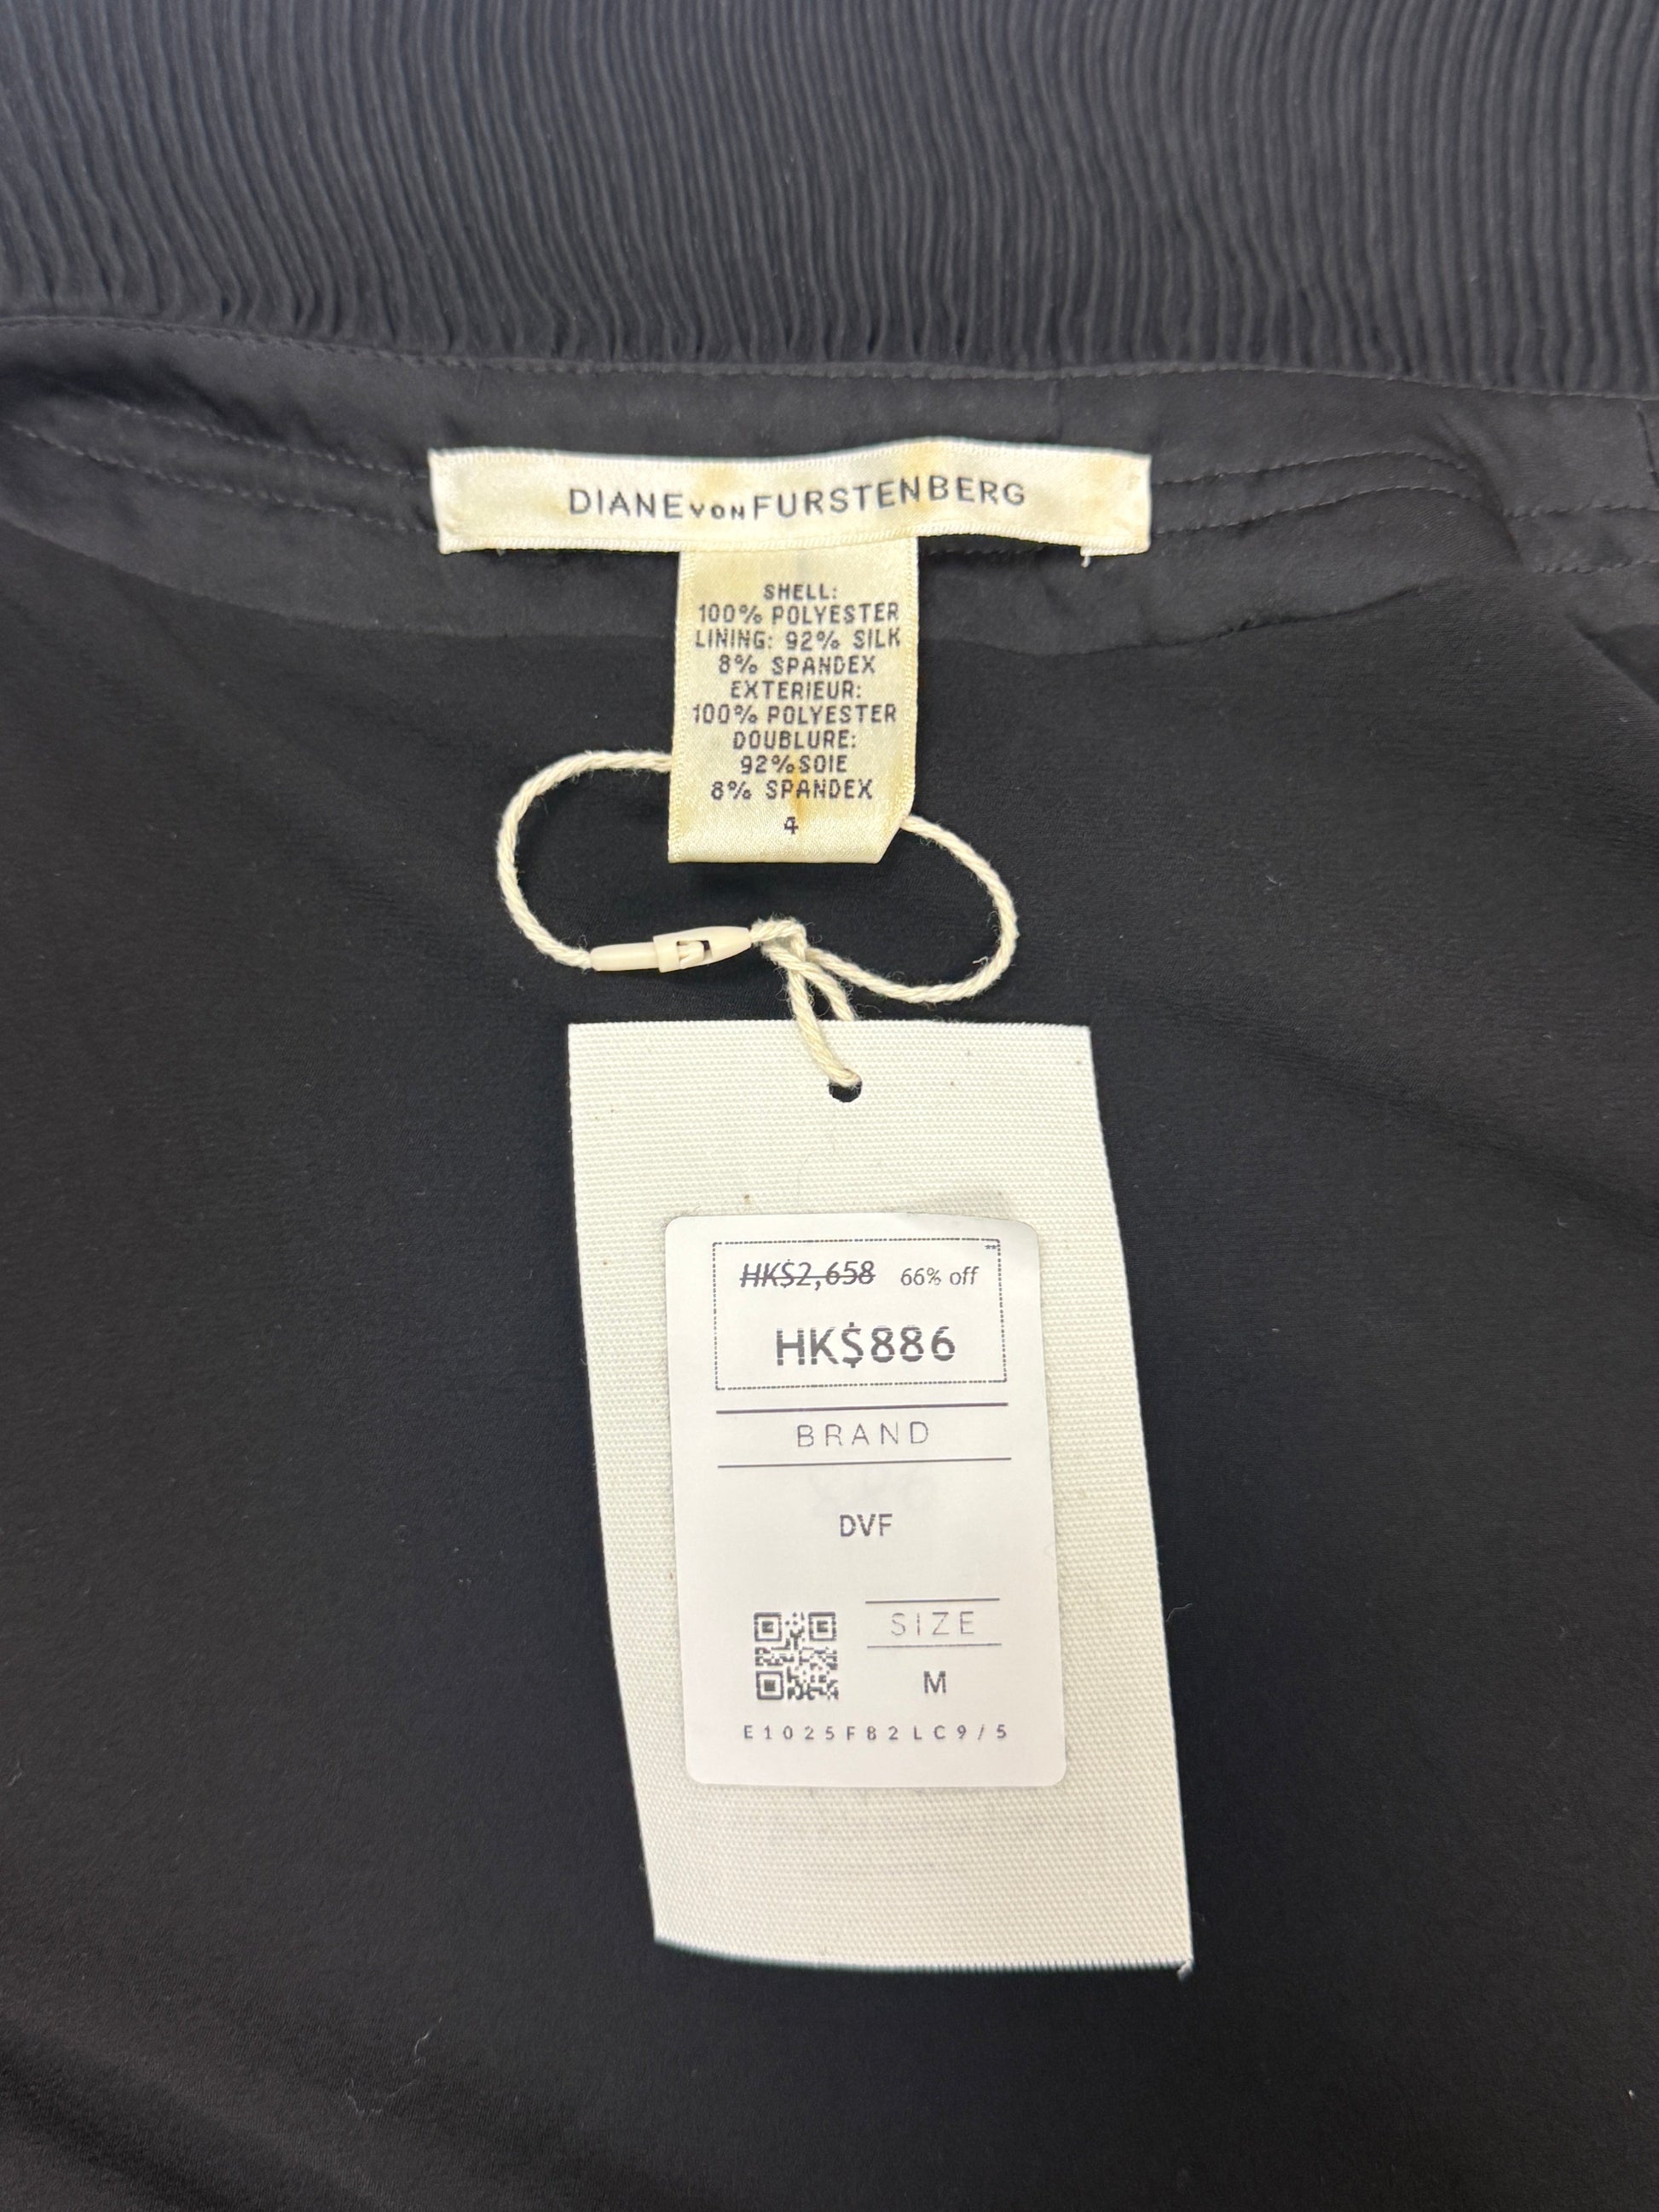 DIANE VON FURSTENBERG
SHELL:
100% POLYESTER
LINING: 92% SILK
8% SPANDEX
EXTERIEUR:
100% POLYESTER
DOUBLURE:
92%SOIE
8% SPANDEX
4
HK$2,658 66% off
**
HK$886
BRAND
DVF
SIZE
M
E1025F82LC9/5